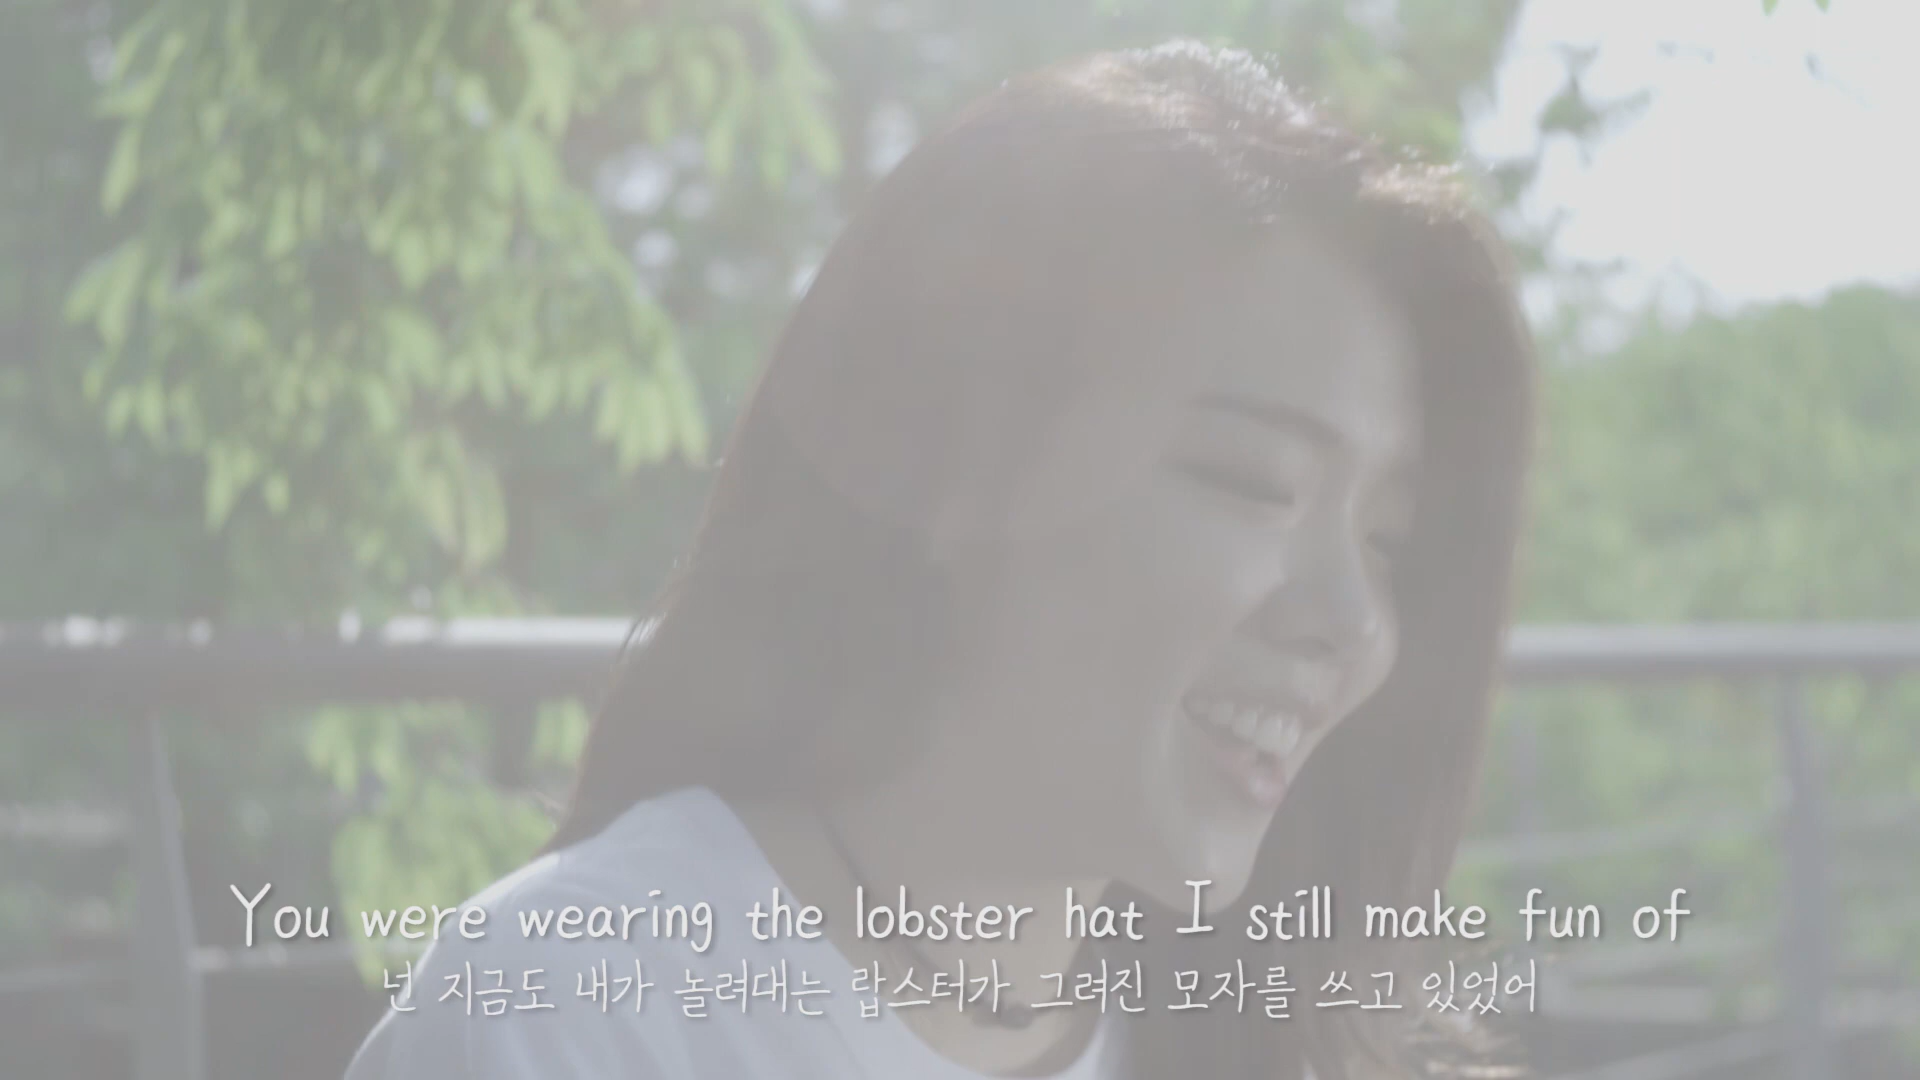 You were wearing the lobster hat I still make fun of
넌 지금도 내가 놀려대는 랍스터가 그려진 모자를 쓰고 있었어